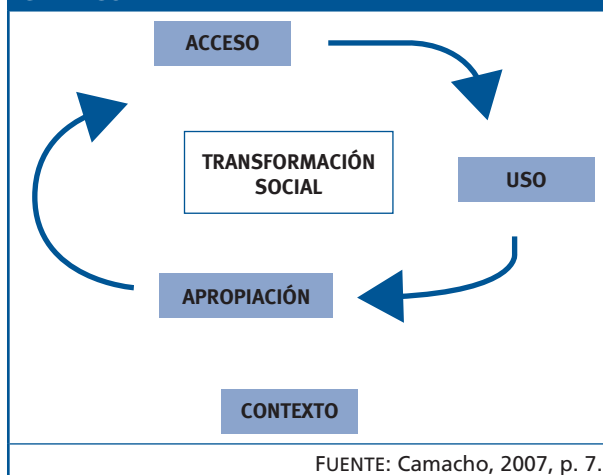 ACCESO
TRANSFORMACIÓN
SOCIAL
USO
APROPIACIÓN
CONTEXTO
FUENTE: Camacho, 2007, p. 7.